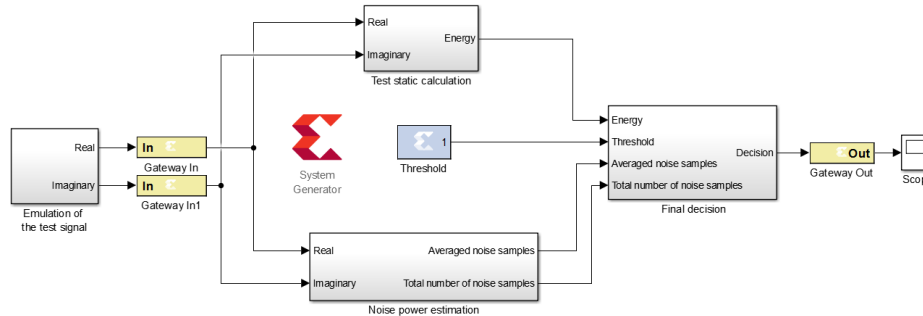 Real
Imaginary
Energy
Test static calculation
Real
Imaginary
Emulation of
the test signal
In
Gateway In
In
Gateway In1
System
Generator
1
Threshold
Energy
Threshold
Averaged noise samples
Total number of noise samples
Decision
Final decision
Out
Gateway Out
Real
Imaginary
Averaged noise samples
Total number of noise samples
Noise power estimation